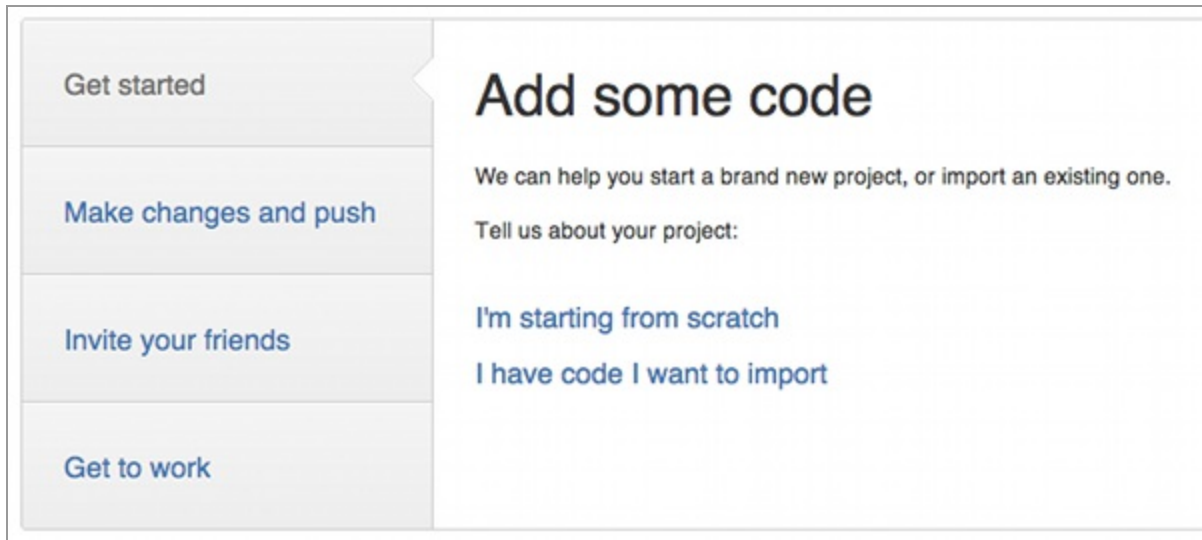 Get started
Make changes and push
Invite your friends
Get to work
Add some code
We can help you start a brand new project, or import an existing one.
Tell us about your project:
I'm starting from scratch
I have code I want to import